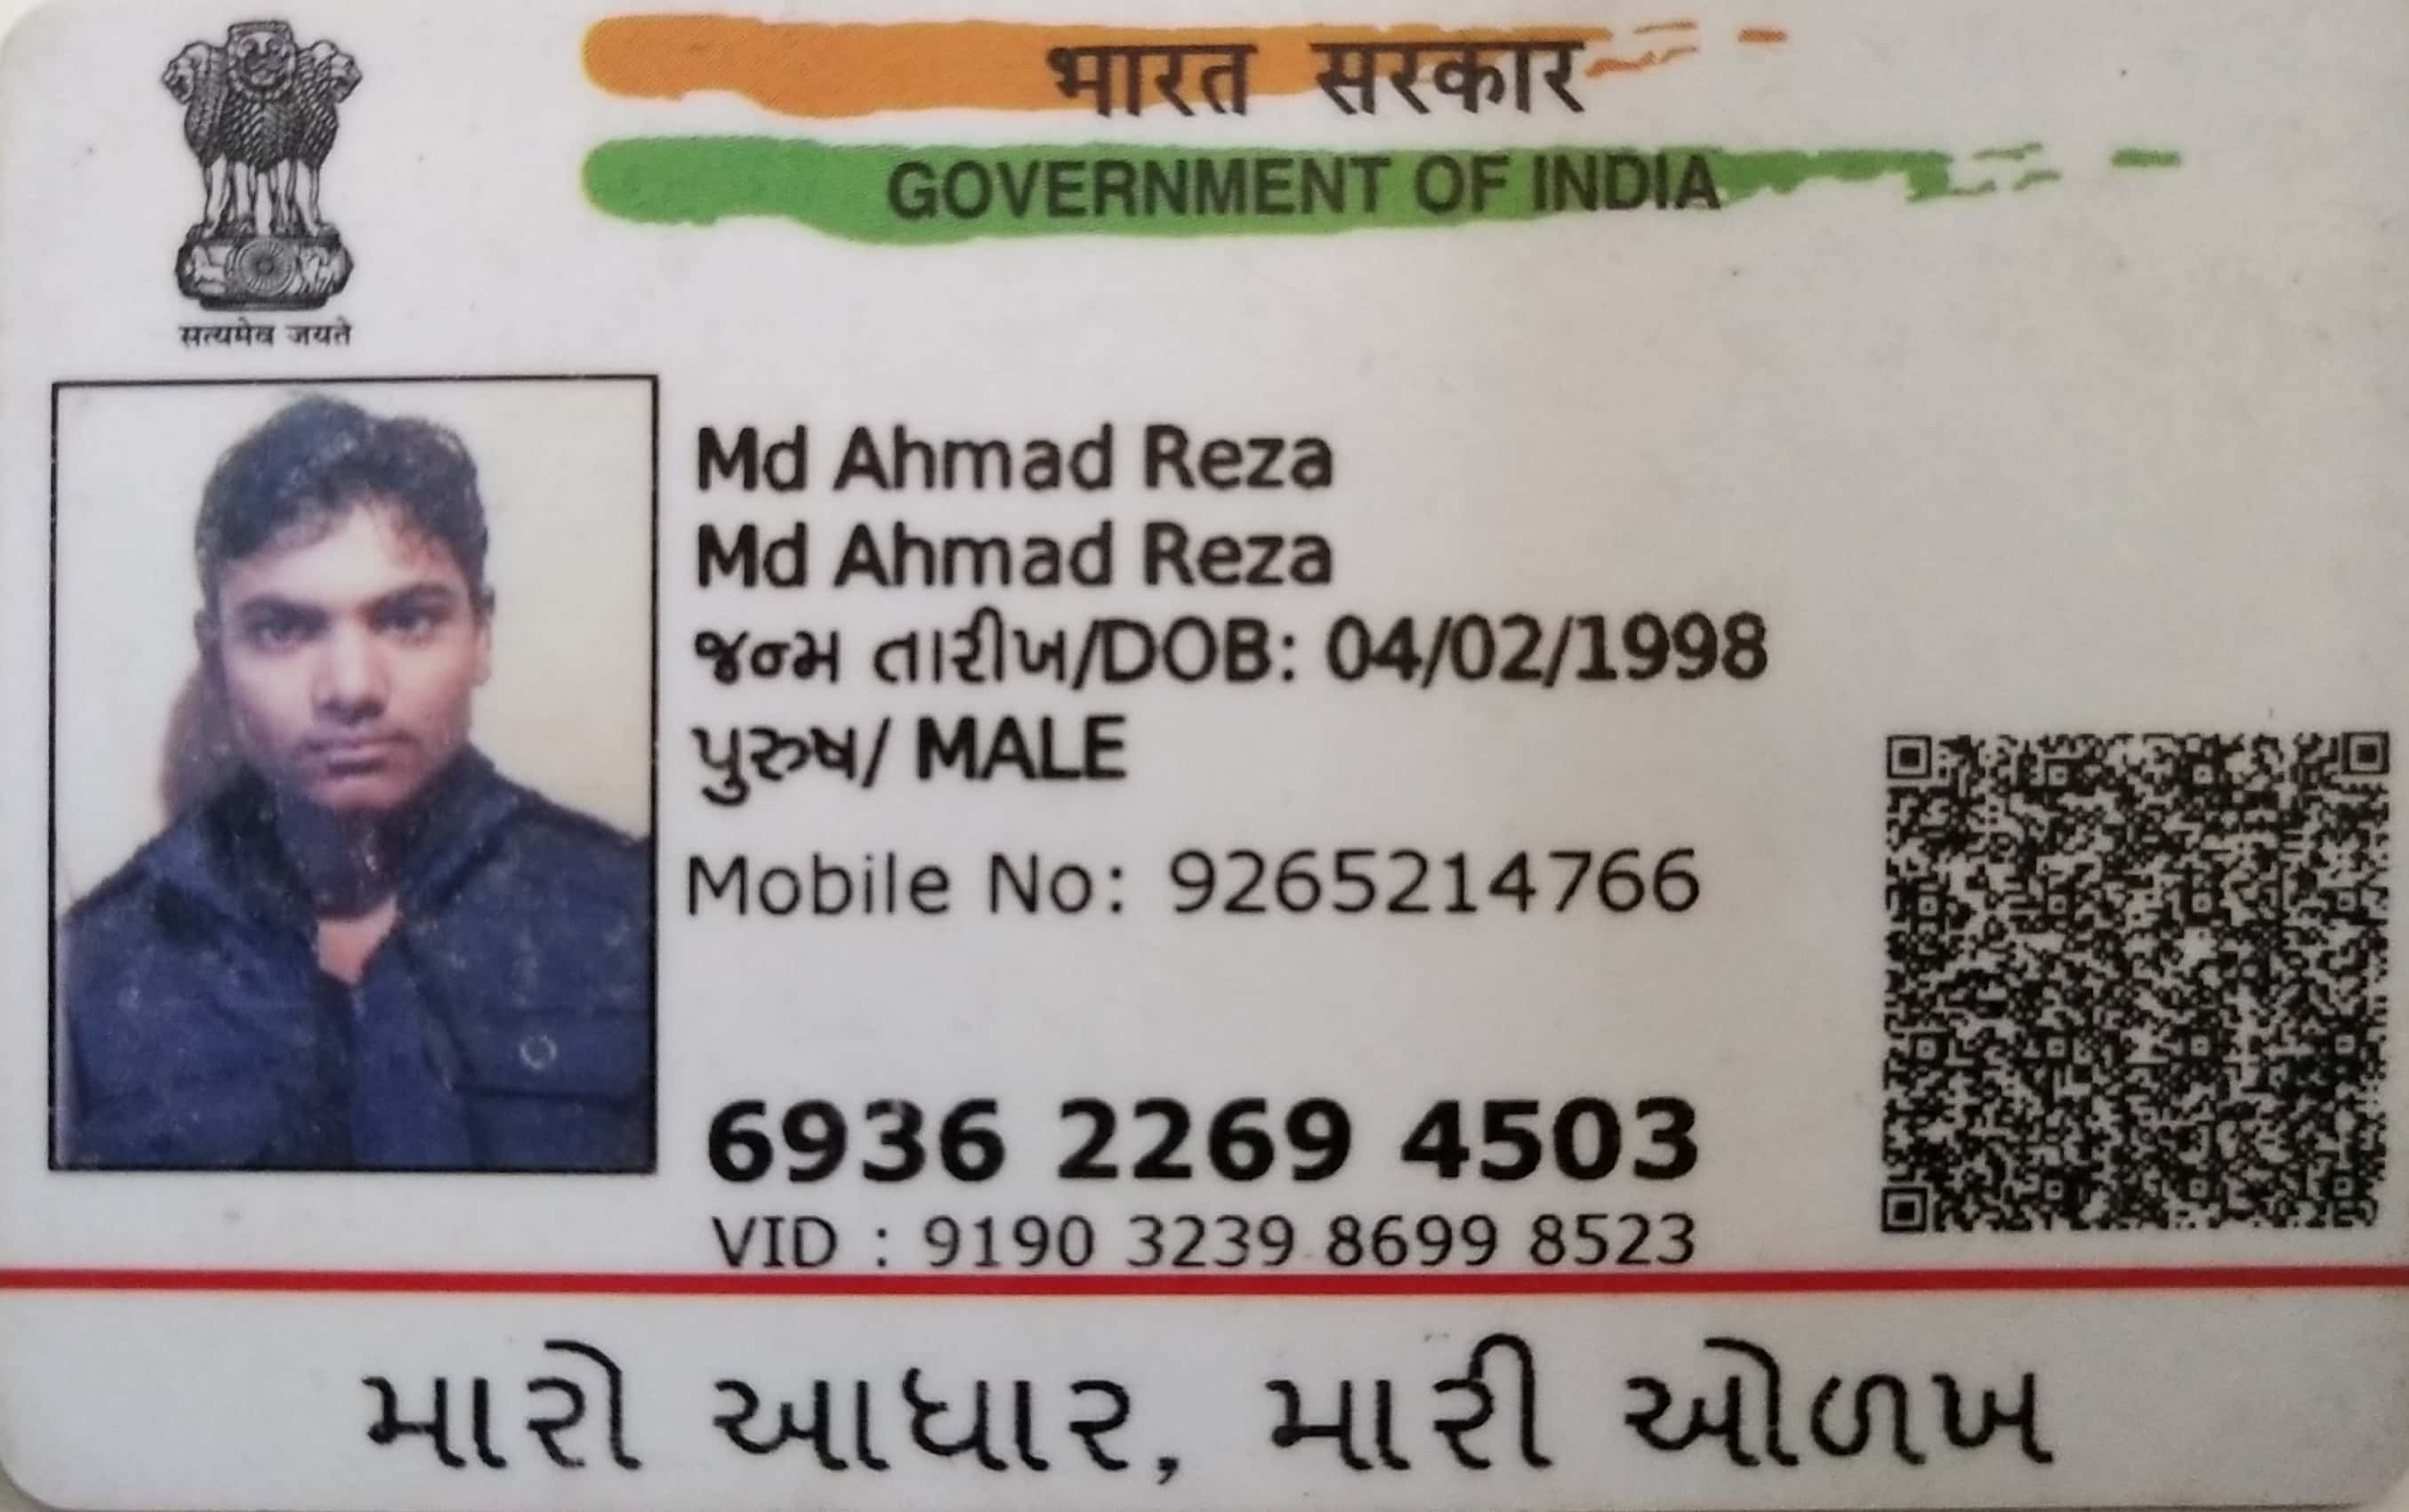 भारत सरकार
GOVERNMENT OF INDIA
सत्यमेव जयते
Md Ahmad Reza
Md Ahmad Reza
જન્મ તારીખ/DOB: 04/02/1998
પુરુષ/ MALE
Mobile No: 9265214766
6936 2269 4503
VID : 9190 3239 8699 8523
મારો આધાર, મારી ઓળખ